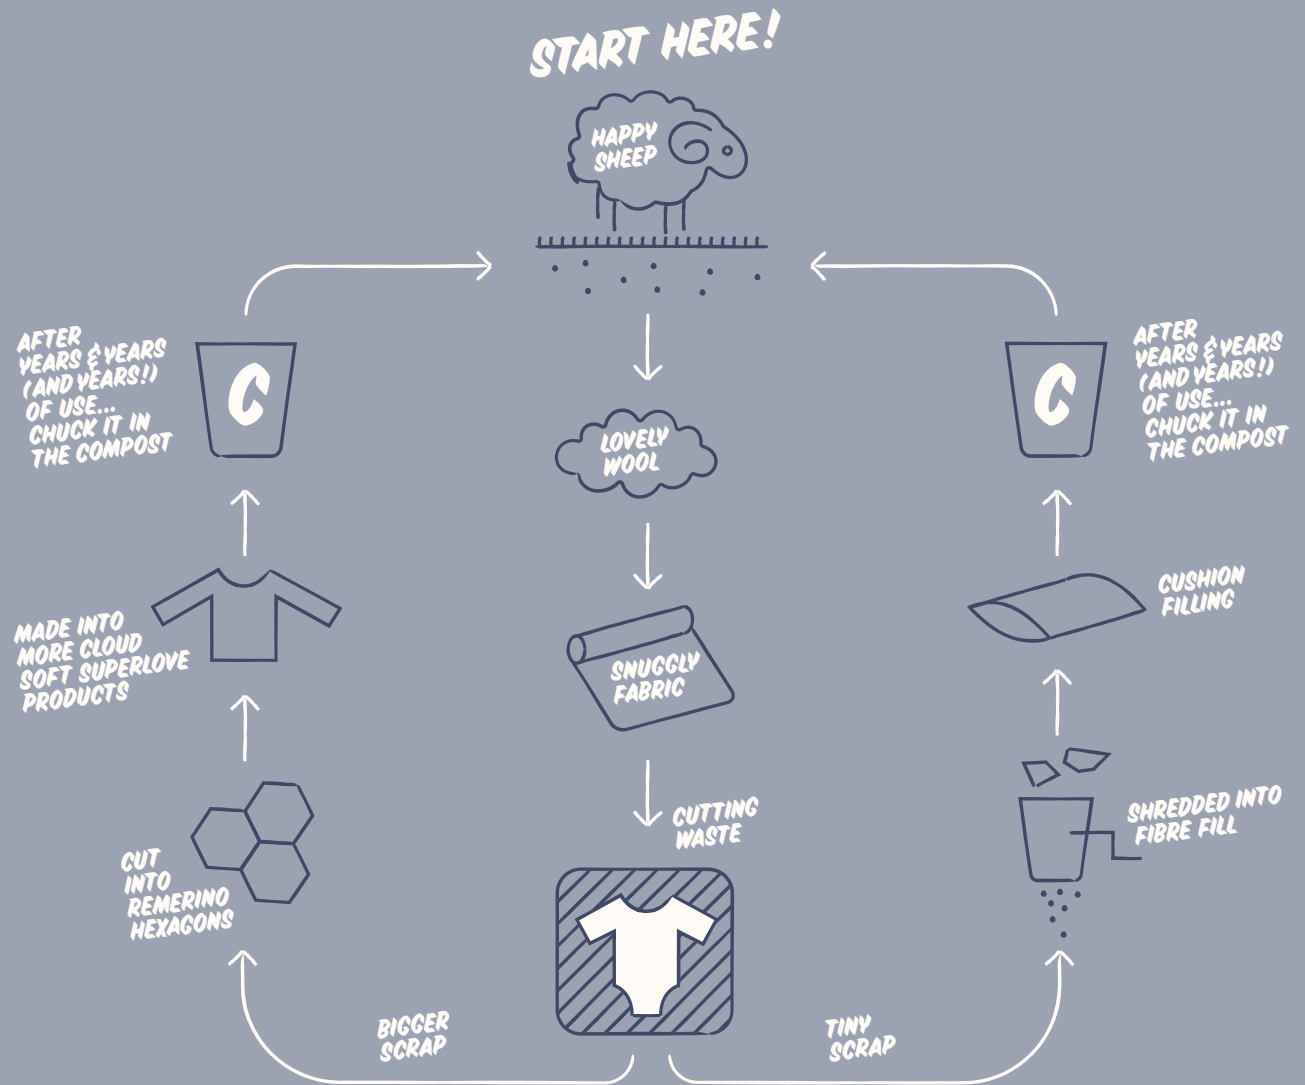 START HERE!
HAPPY
SHEEP
LOVELY
WOOL
SNUGGLY
FABRIC
CUTTING
WASTE
BIGGER
SCRAP
CUT
INTO
REMERINO
HEXAGONS
MADE INTO
MORE CLOUD
SOFT SUPERLOVE
PRODUCTS
AFTER
YEARS & YEARS
(AND YEARS!)
OF USE...
CHUCK IT IN
THE COMPOST
C
TINY
SCRAP
SHREDDED INTO
FIBRE FILL
CUSHION
FILLING
AFTER
YEARS & YEARS
(AND YEARS!)
OF USE...
CHUCK IT IN
THE COMPOST
C